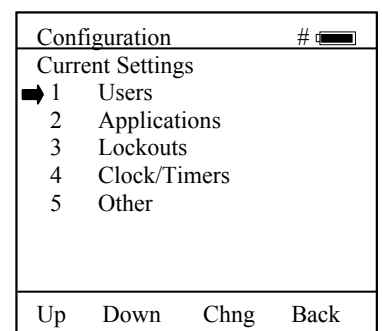 Configuration #
Current Settings
1 Users
2 Applications
3 Lockouts
4 Clock/Timers
5 Other
Up Down Chng Back